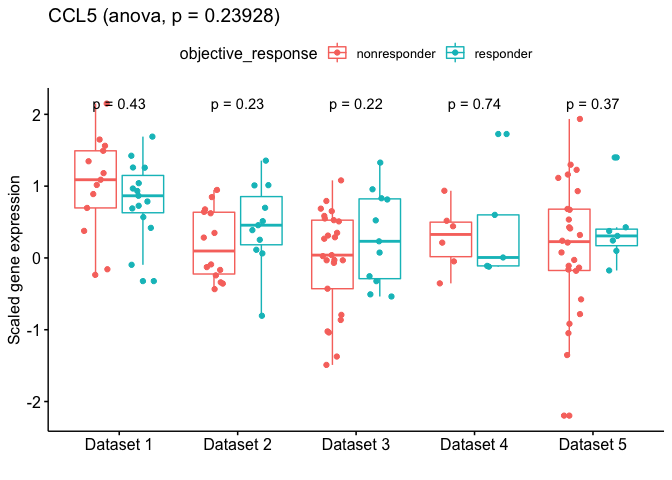 CCL5 (anova, p = 0.23928)
objective_response nonresponder responder
p = 0.43 p = 0.23 p = 0.22 p = 0.74 p = 0.37
2
1
0
-1
-2
Scaled gene expression
Dataset 1 Dataset 2 Dataset 3 Dataset 4 Dataset 5